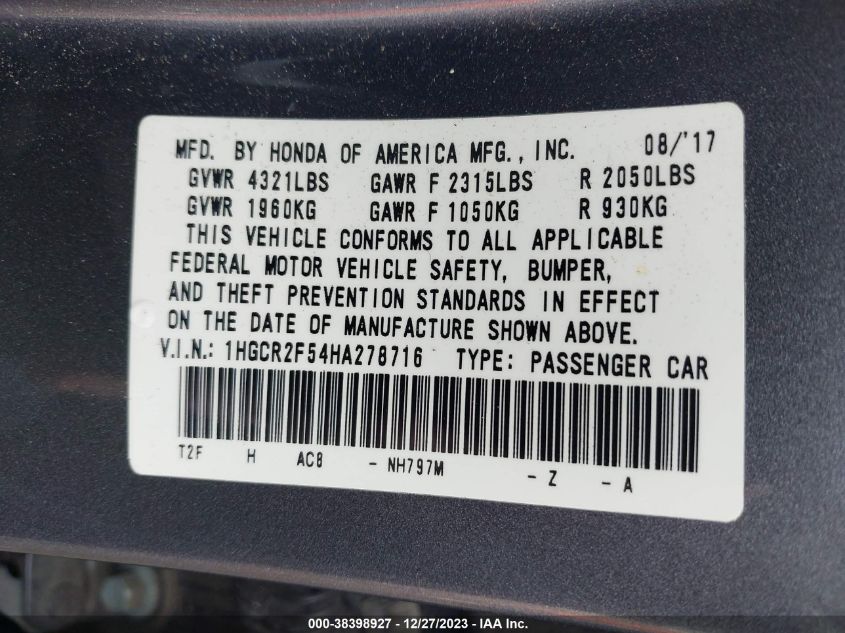 MFD. BY HONDA OF AMERICA MFG., INC. 08/'17
GVWR 4321LBS GAWR F 2315LBS R 2050LBS
GVWR 1960KG GAWR F 1050KG R 930KG
THIS VEHICLE CONFORMS TO ALL APPLICABLE
FEDERAL MOTOR VEHICLE SAFETY, BUMPER,
AND THEFT PREVENTION STANDARDS IN EFFECT
ON THE DATE OF MANUFACTURE SHOWN ABOVE.
V.I.N.: 1HGCR2F54HA278716 TYPE: PASSENGER CAR
T2F H AC8 - NH797M - Z - A
000-38398927 - 12/27/2023 - IAA Inc.